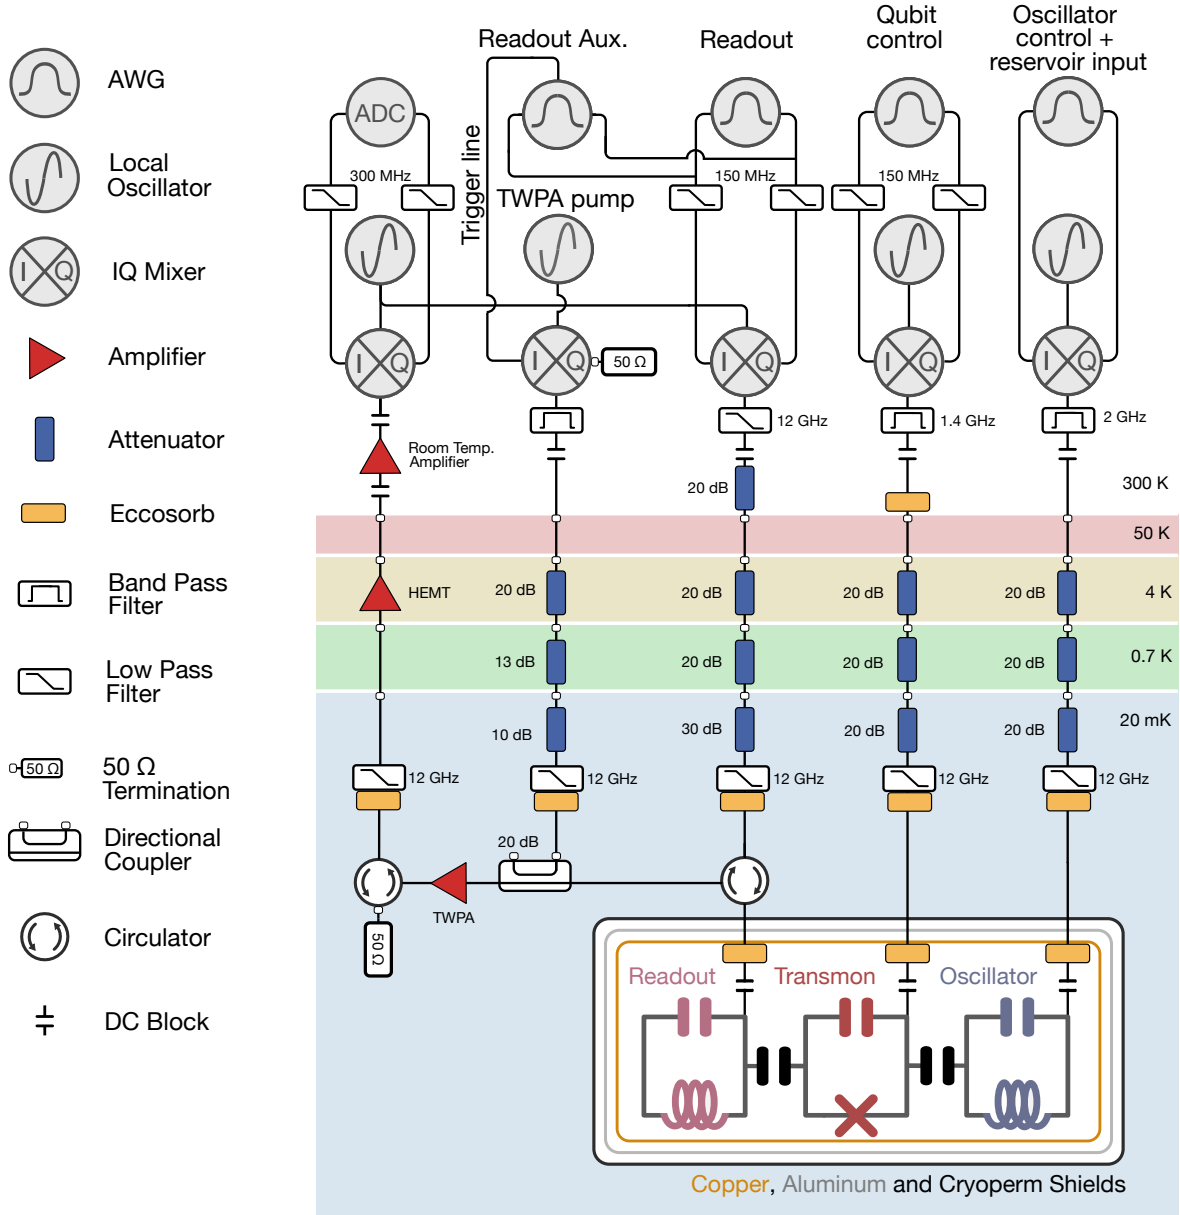 AWG
Local
Oscillator
IQ Mixer
I
Q
Amplifier
Attenuator
Eccosorb
Band Pass
Filter
Low Pass
Filter
50 Ω
50 Ω
Termination
Directional
Coupler
Circulator
DC Block
Readout Aux.
Readout
Qubit
control
Oscillator
control +
reservoir input
ADC
Trigger line
300 MHz
150 MHz
150 MHz
TWPA pump
I
Q
I
Q
50 Ω
I
Q
I
Q
I
Q
12 GHz
1.4 GHz
2 GHz
Room Temp.
Amplifier
20 dB
300 K
50 K
HEMT
20 dB
20 dB
20 dB
20 dB
4 K
13 dB
20 dB
20 dB
20 dB
0.7 K
10 dB
30 dB
20 dB
20 dB
20 mK
12 GHz
12 GHz
12 GHz
12 GHz
12 GHz
20 dB
TWPA
50 Ω
Readout
Transmon
Oscillator
Copper, Aluminum and Cryoperm Shields